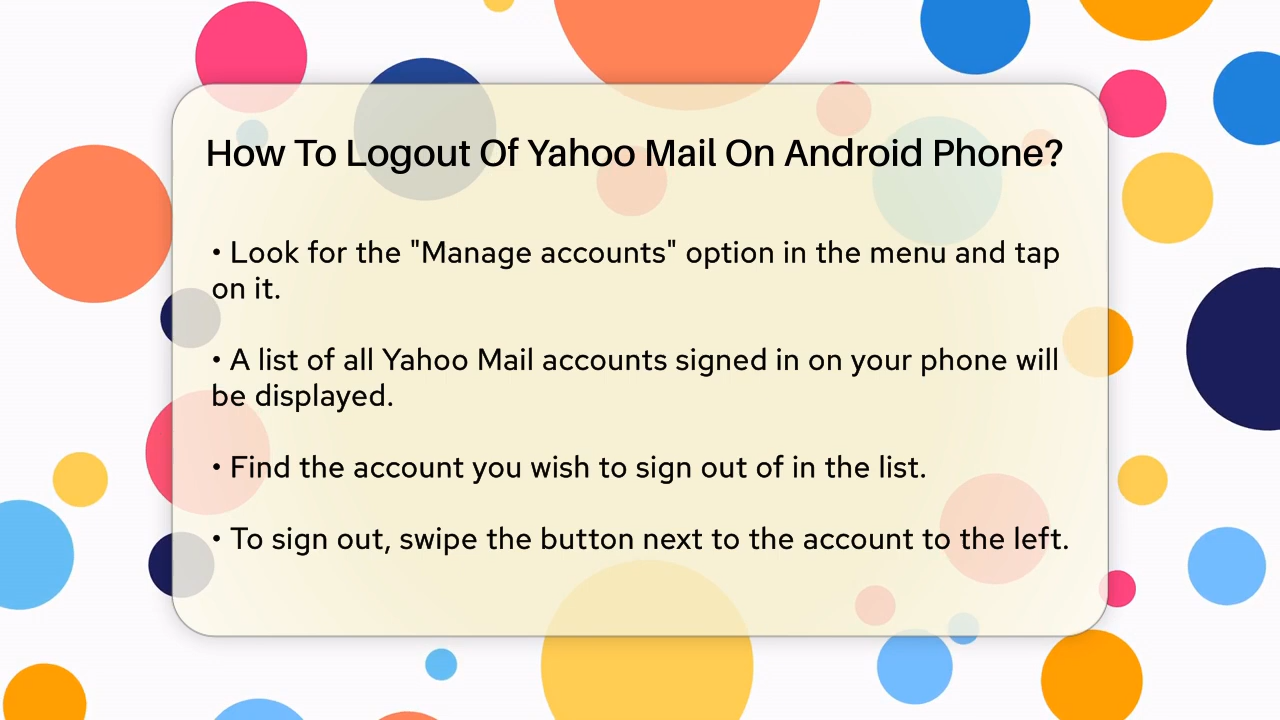 How To Logout Of Yahoo Mail On Android Phone?
• Look for the "Manage accounts" option in the menu and tap
on it.
• A list of all Yahoo Mail accounts signed in on your phone will
be displayed.
• Find the account you wish to sign out of in the list.
• To sign out, swipe the button next to the account to the left.